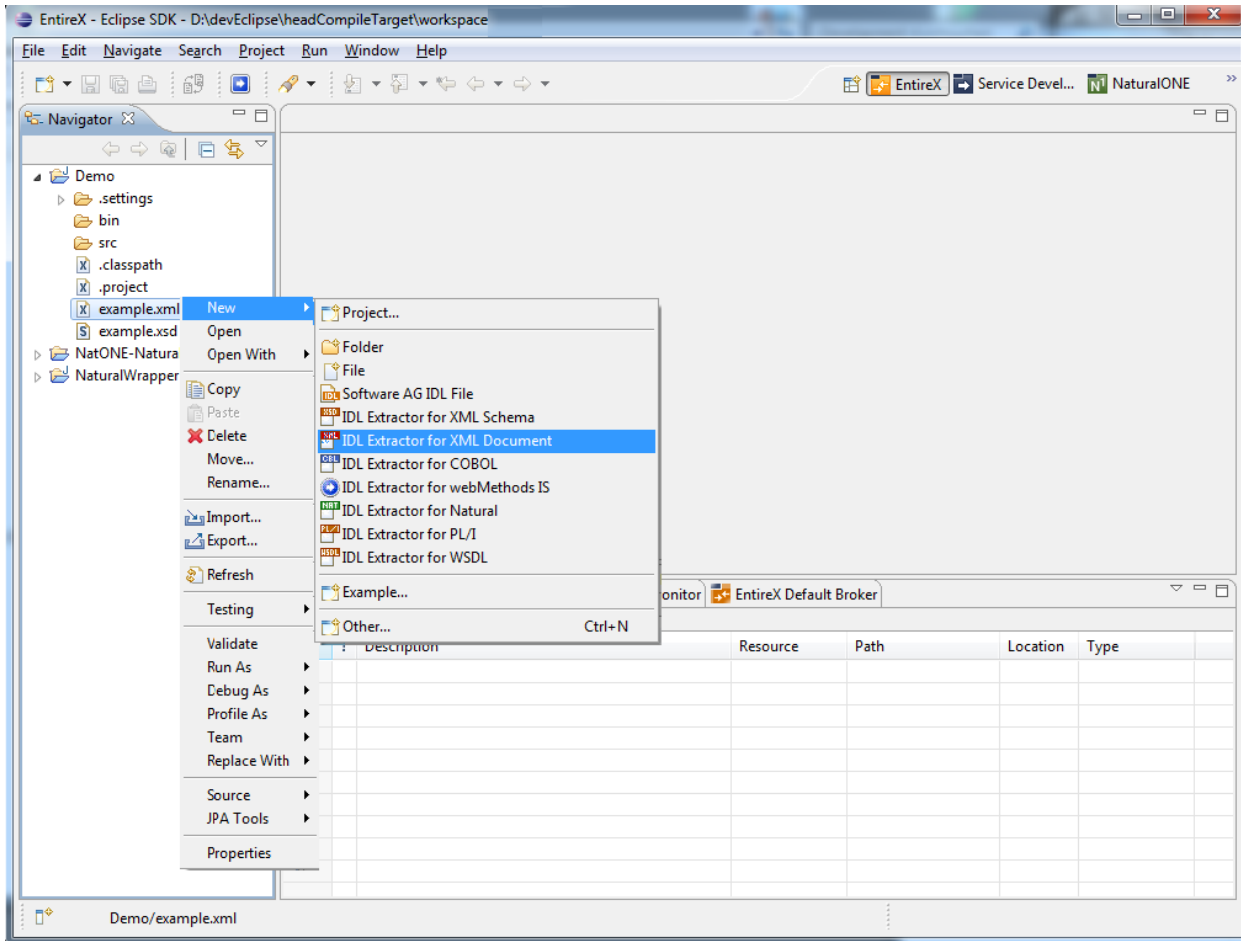 EntireX - Eclipse SDK - D:\devEclipse\headCompileTarget\workspace
File Edit Navigate Search Project Run Window Help
EntireX Service Devel... NaturalONE
Navigator
Demo
.settings
bin
src
.classpath
.project
example.xml
example.xsd
NatONE-Natura
NaturalWrapper
New
Open
Open With
Copy
Paste
Delete
Move...
Rename...
Import...
Export...
Refresh
Testing
Validate
Run As
Debug As
Profile As
Team
Replace With
Source
JPA Tools
Properties
Project...
Folder
File
Software AG IDL File
IDL Extractor for XML Schema
IDL Extractor for XML Document
IDL Extractor for COBOL
IDL Extractor for webMethods IS
IDL Extractor for Natural
IDL Extractor for PL/I
IDL Extractor for WSDL
Example...
Other... Ctrl+N
onitor EntireX Default Broker
! Description Resource Path Location Type
Demo/example.xml